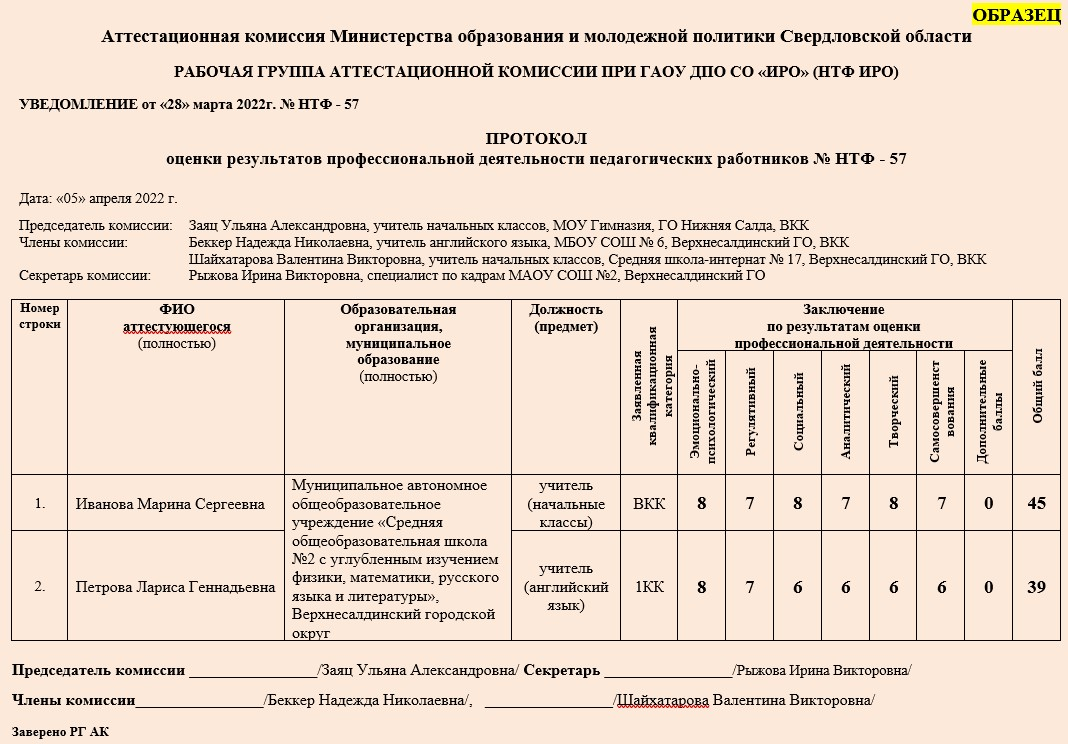 ОБРАЗЕЦ
Аттестационная комиссия Министерства образования и молодежной политики Свердловской области
РАБОЧАЯ ГРУППА АТТЕСТАЦИОННОЙ КОМИССИИ ПРИ ГАОУ ДПО СО «ИРО» (НТФ ИРО)
УВЕДОМЛЕНИЕ от «28» марта 2022г. № НТФ - 57
ПРОТОКОЛ
оценки результатов профессиональной деятельности педагогических работников № НТФ - 57
Дата: «05» апреля 2022 г.
Председатель комиссии: Заяц Ульяна Александровна, учитель начальных классов, МОУ Гимназия, ГО Нижняя Салда, ВКК
Члены комиссии: Беккер Надежда Николаевна, учитель английского языка, МБОУ СОШ № 6, Верхнесалдинский ГО, ВКК
Шайхатарова Валентина Викторовна, учитель начальных классов, Средняя школа-интернат № 17, Верхнесалдинский ГО, ВКК
Секретарь комиссии: Рыжова Ирина Викторовна, специалист по кадрам МАОУ СОШ №2, Верхнесалдинский ГО
Номер
строки
ФИО
аттестующегося
(полностью)
Образовательная
организация,
муниципальное
образование
(полностью)
Должность
(предмет)
Заявленная
квалификационная
категория
Заключение
по результатам оценки
профессиональной деятельности
Эмоционально-
психологический
Регулятивный
Социальный
Аналитический
Творческий
Самосовершенст
вования
Дополнительные
баллы
Общий балл
1.
Иванова Марина Сергеевна
Муниципальное автономное
общеобразовательное
учреждение «Средняя
общеобразовательная школа
№2 с углубленным изучением
физики, математики, русского
языка и литературы»,
Верхнесалдинский городской
округ
учитель
(начальные
классы)
ВКК 8 7 8 7 8 7 0 45
2.
Петрова Лариса Геннадьевна
учитель
(английский
язык)
1КК 8 7 6 6 6 6 0 39
Председатель комиссии _________________/Заяц Ульяна Александровна/ Секретарь _________________/Рыжова Ирина Викторовна/
Члены комиссии_________________/Беккер Надежда Николаевна/, _________________/Шайхатарова Валентина Викторовна/
Заверено РГ АК